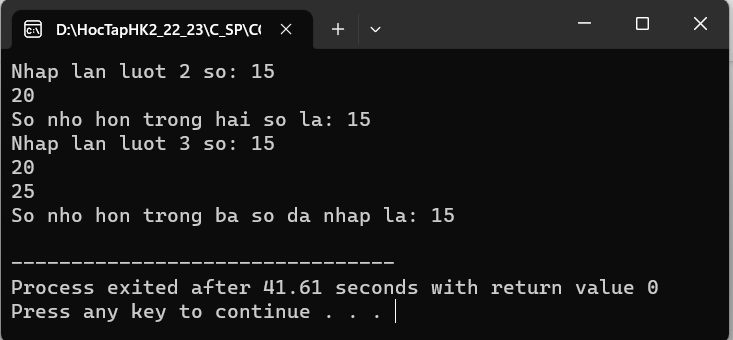 D:\HocTapHK2_22_23\C_SP\CC
Nhap lan luot 2 so: 15
20
So nho hon trong hai so la: 15
Nhap lan luot 3 so: 15
20
25
So nho hon trong ba so da nhap la: 15
--------------------------------
Process exited after 41.61 seconds with return value 0
Press any key to continue . . .